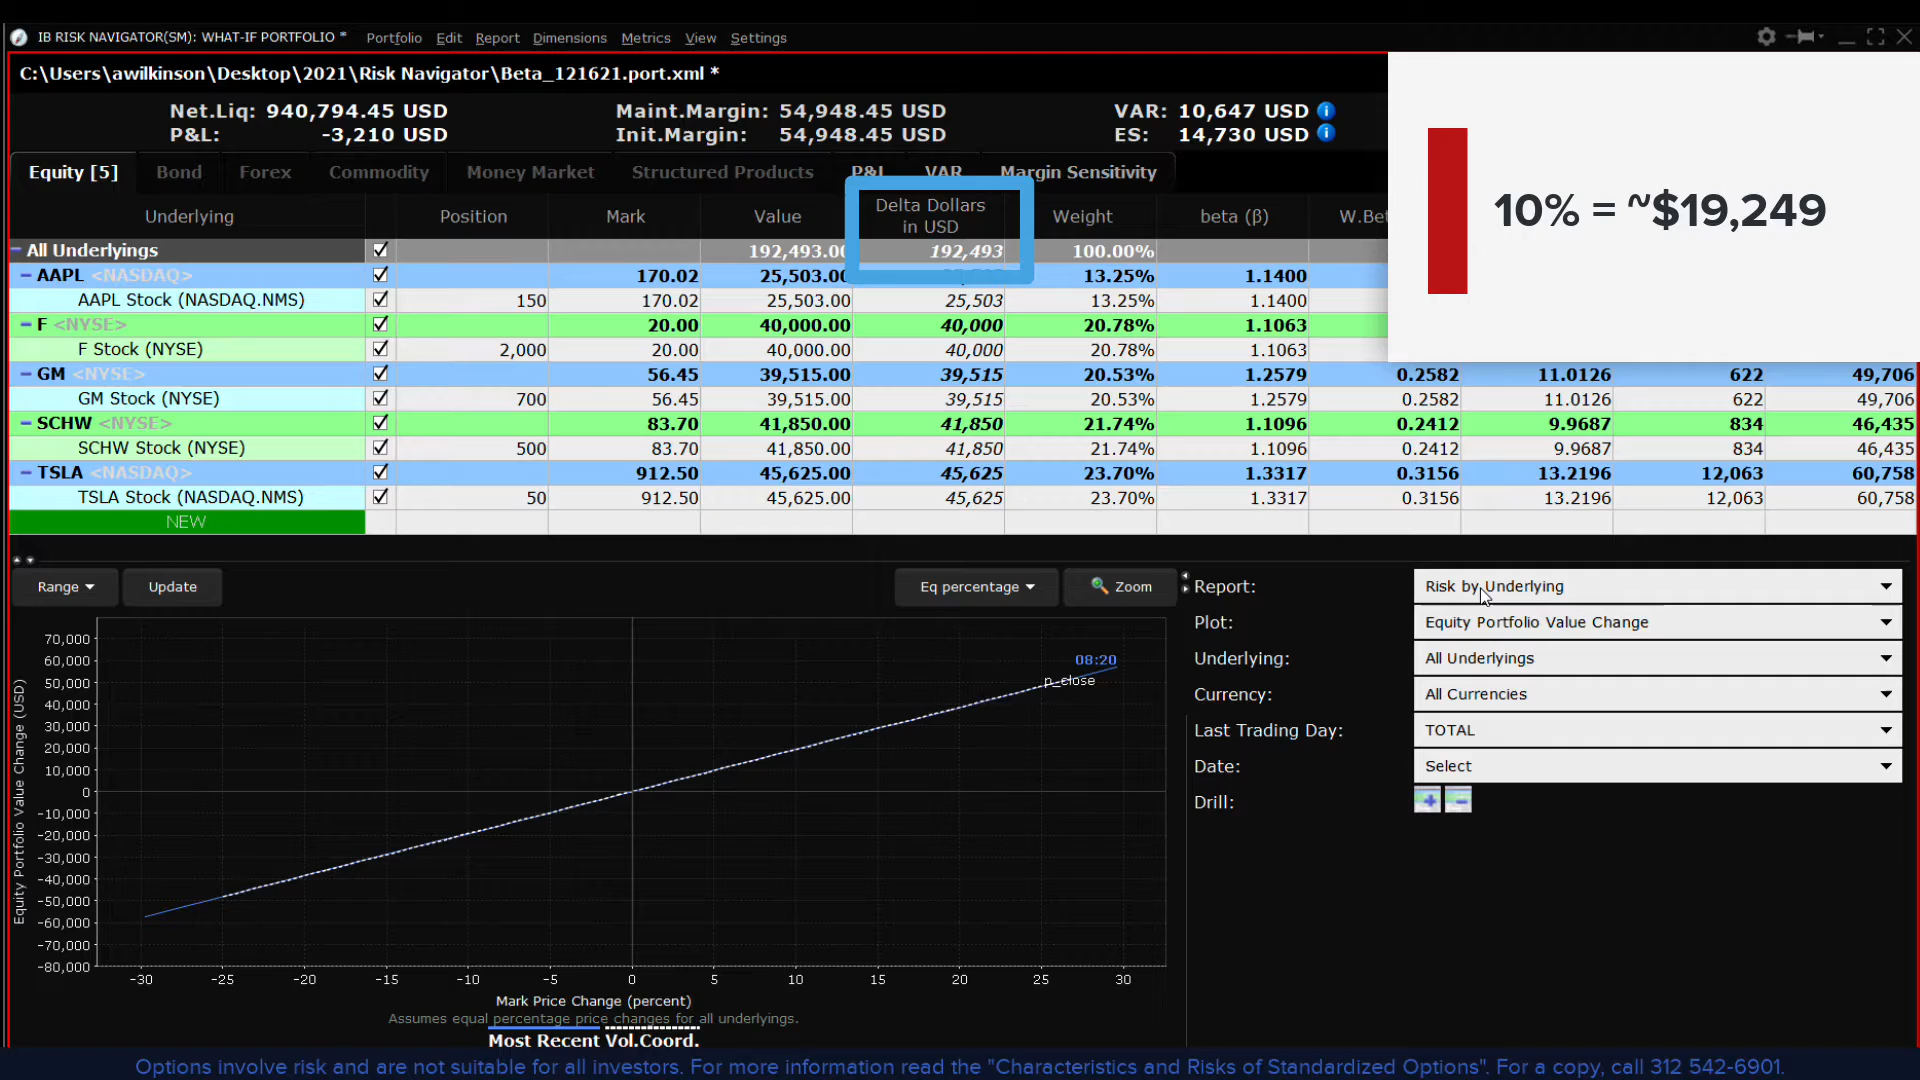 IB RISK NAVIGATOR(SM): WHAT-IF PORTFOLIO * Portfolio Edit Report Dimensions Metrics View Settings
C:\Users\awilkinson\Desktop\2021\Risk Navigator\Beta_121621.port.xml *
Net.Liq: 940,794.45 USD Maint.Margin: 54,948.45 USD VAR: 10,647 USD
P&L: -3,210 USD Init.Margin: 54,948.45 USD ES: 14,730 USD
10% = ~$19,249
Equity [5] Bond Forex Commodity Money Market Structured Products P&L VAR Margin Sensitivity
Underlying Position Mark Value Delta Dollars in USD Weight beta (β) W.Bet
All Underlyings 192,493.00 192,493 100.00%
AAPL <NASDAQ> 170.02 25,503.00 13.25% 1.1400
AAPL Stock (NASDAQ.NMS) 150 170.02 25,503.00 25,503 13.25% 1.1400
F <NYSE> 20.00 40,000.00 40,000 20.78% 1.1063
F Stock (NYSE) 2,000 20.00 40,000.00 40,000 20.78% 1.1063
GM <NYSE> 56.45 39,515.00 39,515 20.53% 1.2579 0.2582 11.0126 622 49,706
GM Stock (NYSE) 700 56.45 39,515.00 39,515 20.53% 1.2579 0.2582 11.0126 622 49,706
SCHW <NYSE> 83.70 41,850.00 41,850 21.74% 1.1096 0.2412 9.9687 834 46,435
SCHW Stock (NYSE) 500 83.70 41,850.00 41,850 21.74% 1.1096 0.2412 9.9687 834 46,435
TSLA <NASDAQ> 912.50 45,625.00 45,625 23.70% 1.3317 0.3156 13.2196 12,063 60,758
TSLA Stock (NASDAQ.NMS) 50 912.50 45,625.00 45,625 23.70% 1.3317 0.3156 13.2196 12,063 60,758
NEW
Range Update Eq percentage Zoom
Report: Risk by Underlying
Plot: Equity Portfolio Value Change
Underlying: All Underlyings
Currency: All Currencies
Last Trading Day: TOTAL
Date: Select
Drill:
Equity Portfolio Value Change (USD)
70,000
60,000
50,000
40,000
30,000
20,000
10,000
0
-10,000
-20,000
-30,000
-40,000
-50,000
-60,000
-70,000
-80,000
08:20
p_close
-30 -25 -20 -15 -10 -5 0 5 10 15 20 25 30
Mark Price Change (percent)
Assumes equal percentage price changes for all underlyings.
Most Recent Vol.Coord.
Options involve risk and are not suitable for all investors. For more information read the "Characteristics and Risks of Standardized Options". For a copy, call 312 542-6901.